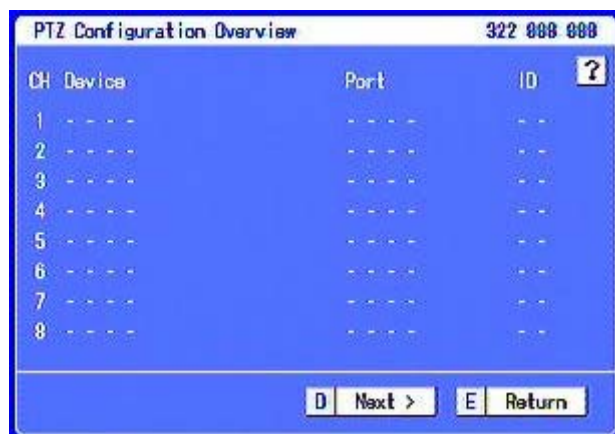 PTZ Configuration Overview 322 888 888
?
CH Device Port ID
1 - - - - - - - - - -
2 - - - - - - - - - -
3 - - - - - - - - - -
4 - - - - - - - - - -
5 - - - - - - - - - -
6 - - - - - - - - - -
7 - - - - - - - - - -
8 - - - - - - - - - -
D Next > E Return